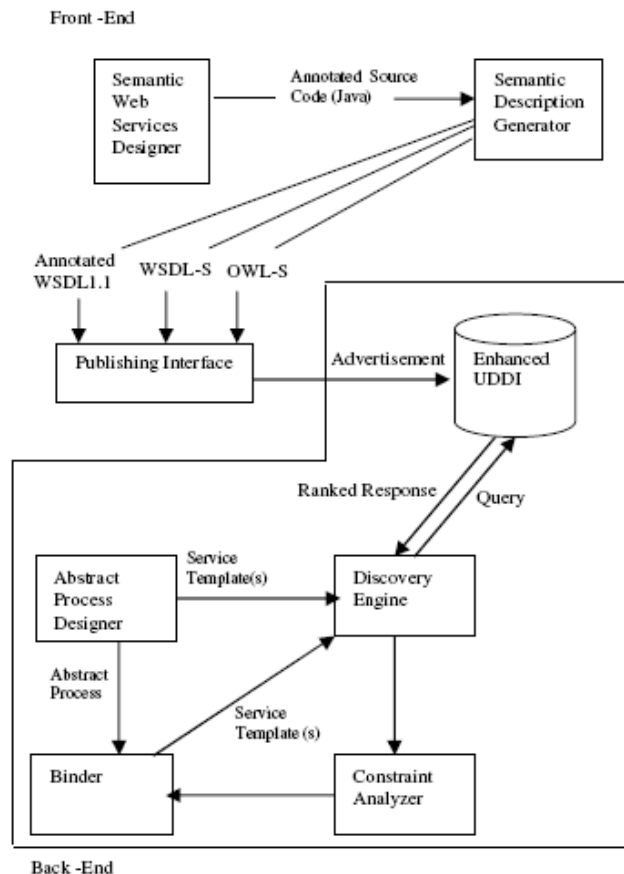 Front -End
Semantic
Web
Services
Designer
Annotated Source
Code (Java)
Semantic
Description
Generator
Annotated
WSDL1.1
WSDL-S
OWL-S
Publishing Interface
Advertisement
Enhanced
UDDI
Ranked Response
Query
Abstract
Process
Designer
Service
Template(s)
Discovery
Engine
Abstract
Process
Service
Template (s)
Binder
Constraint
Analyzer
Back -End